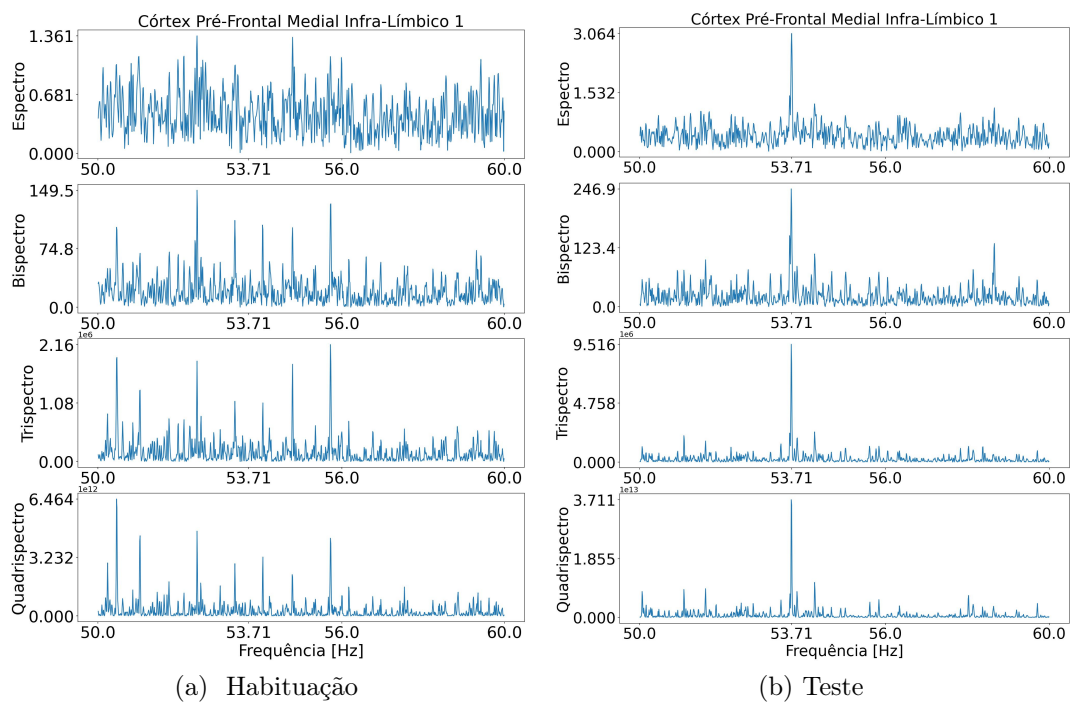 Córtex Pré-Frontal Medial Infra-Límbico 1
Espectro
1.361
0.681
0.000
50.0 53.71 56.0 60.0
Bispectro
149.5
74.8
0.0
50.0 53.71 56.0 60.0
1e6
Trispectro
2.16
1.08
0.00
50.0 53.71 56.0 60.0
1e12
Quadrispectro
6.464
3.232
0.000
50.0 53.71 56.0 60.0
Frequência [Hz]
(a) Habituação
Córtex Pré-Frontal Medial Infra-Límbico 1
Espectro
3.064
1.532
0.000
50.0 53.71 56.0 60.0
Bispectro
246.9
123.4
0.0
50.0 53.71 56.0 60.0
1e6
Trispectro
9.516
4.758
0.000
50.0 53.71 56.0 60.0
1e13
Quadrispectro
3.711
1.855
0.000
50.0 53.71 56.0 60.0
Frequência [Hz]
(b) Teste